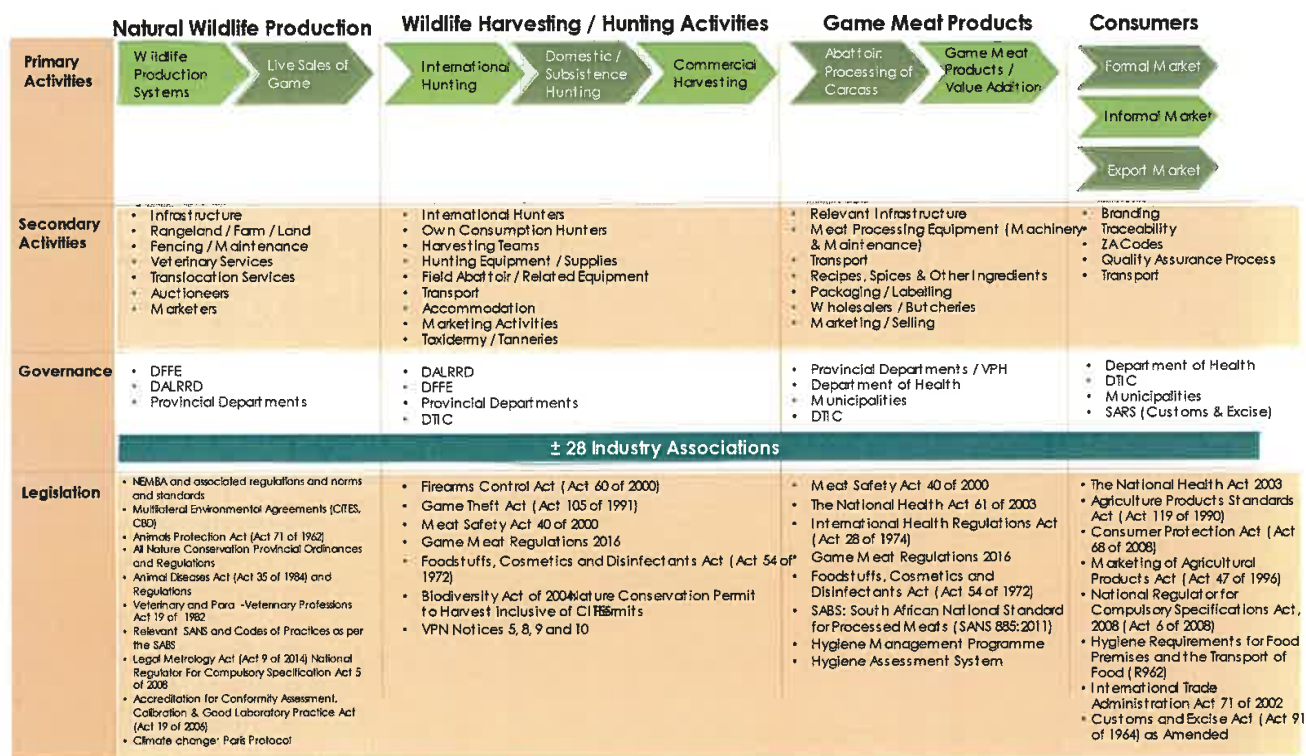 Natural Wildlife Production
Wildlife Harvesting / Hunting Activities
Game Meat Products
Consumers
Primary
Activities
Wildlife
Production
Systems
Live Sales of
Game
International
Hunting
Domestic /
Subsistence
Hunting
Commercial
Harvesting
Abattoir:
Processing of
Carcass
Game Meat
Products /
Value Addition
Formal Market
Informal Market
Export Market
Secondary
Activities
• Infrastructure
• Rangeland / Farm / Land
• Fencing / Maintenance
• Veterinary Services
• Translocation Services
• Auctioneers
• Marketers
• International Hunters
• Own Consumption Hunters
• Harvesting Teams
• Hunting Equipment / Supplies
• Field Abattoir / Related Equipment
• Transport
• Accommodation
• Marketing Activities
• Taxidermy / Tanneries
• Relevant Infrastructure
• Meat Processing Equipment (Machinery
& Maintenance)
• Transport
• Recipes, Spices & Other Ingredients
• Packaging / Labelling
• Wholesalers / Butcheries
• Marketing / Selling
• Branding
• Traceability
• ZA Codes
• Quality Assurance Process
• Transport
Governance
• DFFE
• DALRRD
• Provincial Departments
• DALRRD
• DFFE
• Provincial Departments
• DTIC
• Provincial Departments / VPH
• Department of Health
• Municipalities
• DTIC
• Department of Health
• DTIC
• Municipalities
• SARS (Customs & Excise)
± 28 Industry Associations
Legislation
• NEMBA and associated regulations and norms
and standards
• Multilateral Environmental Agreements (CITES,
CBD)
• Animals Protection Act (Act 71 of 1962)
• All Nature Conservation Provincial Ordinances
and Regulations
• Animal Diseases Act (Act 35 of 1984) and
Regulations
• Veterinary and Para -Veterinary Professions
Act 19 of 1982
• Relevant SANS and Codes of Practices as per
the SABS
• Legal Metrology Act (Act 9 of 2014) National
Regulator For Compulsory Specification Act 5
of 2008
• Accreditation for Conformity Assessment,
Calibration & Good Laboratory Practice Act
(Act 19 of 2006)
• Climate change: Paris Protocol
• Firearms Control Act (Act 60 of 2000)
• Game Theft Act (Act 105 of 1991)
• Meat Safety Act 40 of 2000
• Game Meat Regulations 2016
• Foodstuffs, Cosmetics and Disinfectants Act (Act 54 of
1972)
• Biodiversity Act of 2004 Nature Conservation Permit
to Harvest inclusive of CITES Permits
• VPN Notices 5, 8, 9 and 10
• Meat Safety Act 40 of 2000
• The National Health Act 61 of 2003
• International Health Regulations Act
(Act 28 of 1974)
• Game Meat Regulations 2016
• Foodstuffs, Cosmetics and
Disinfectants Act (Act 54 of 1972)
• SABS: South African National Standard
for Processed Meats (SANS 885:2011)
• Hygiene Management Programme
• Hygiene Assessment System
• The National Health Act 2003
• Agriculture Products Standards
Act (Act 119 of 1990)
• Consumer Protection Act (Act
68 of 2008)
• Marketing of Agricultural
Products Act (Act 47 of 1996)
• National Regulator for
Compulsory Specifications Act,
2008 (Act 6 of 2008)
• Hygiene Requirements for Food
Premises and the Transport of
Food (R962)
• International Trade
Administration Act 71 of 2002
• Customs and Excise Act (Act 91
of 1964) as Amended